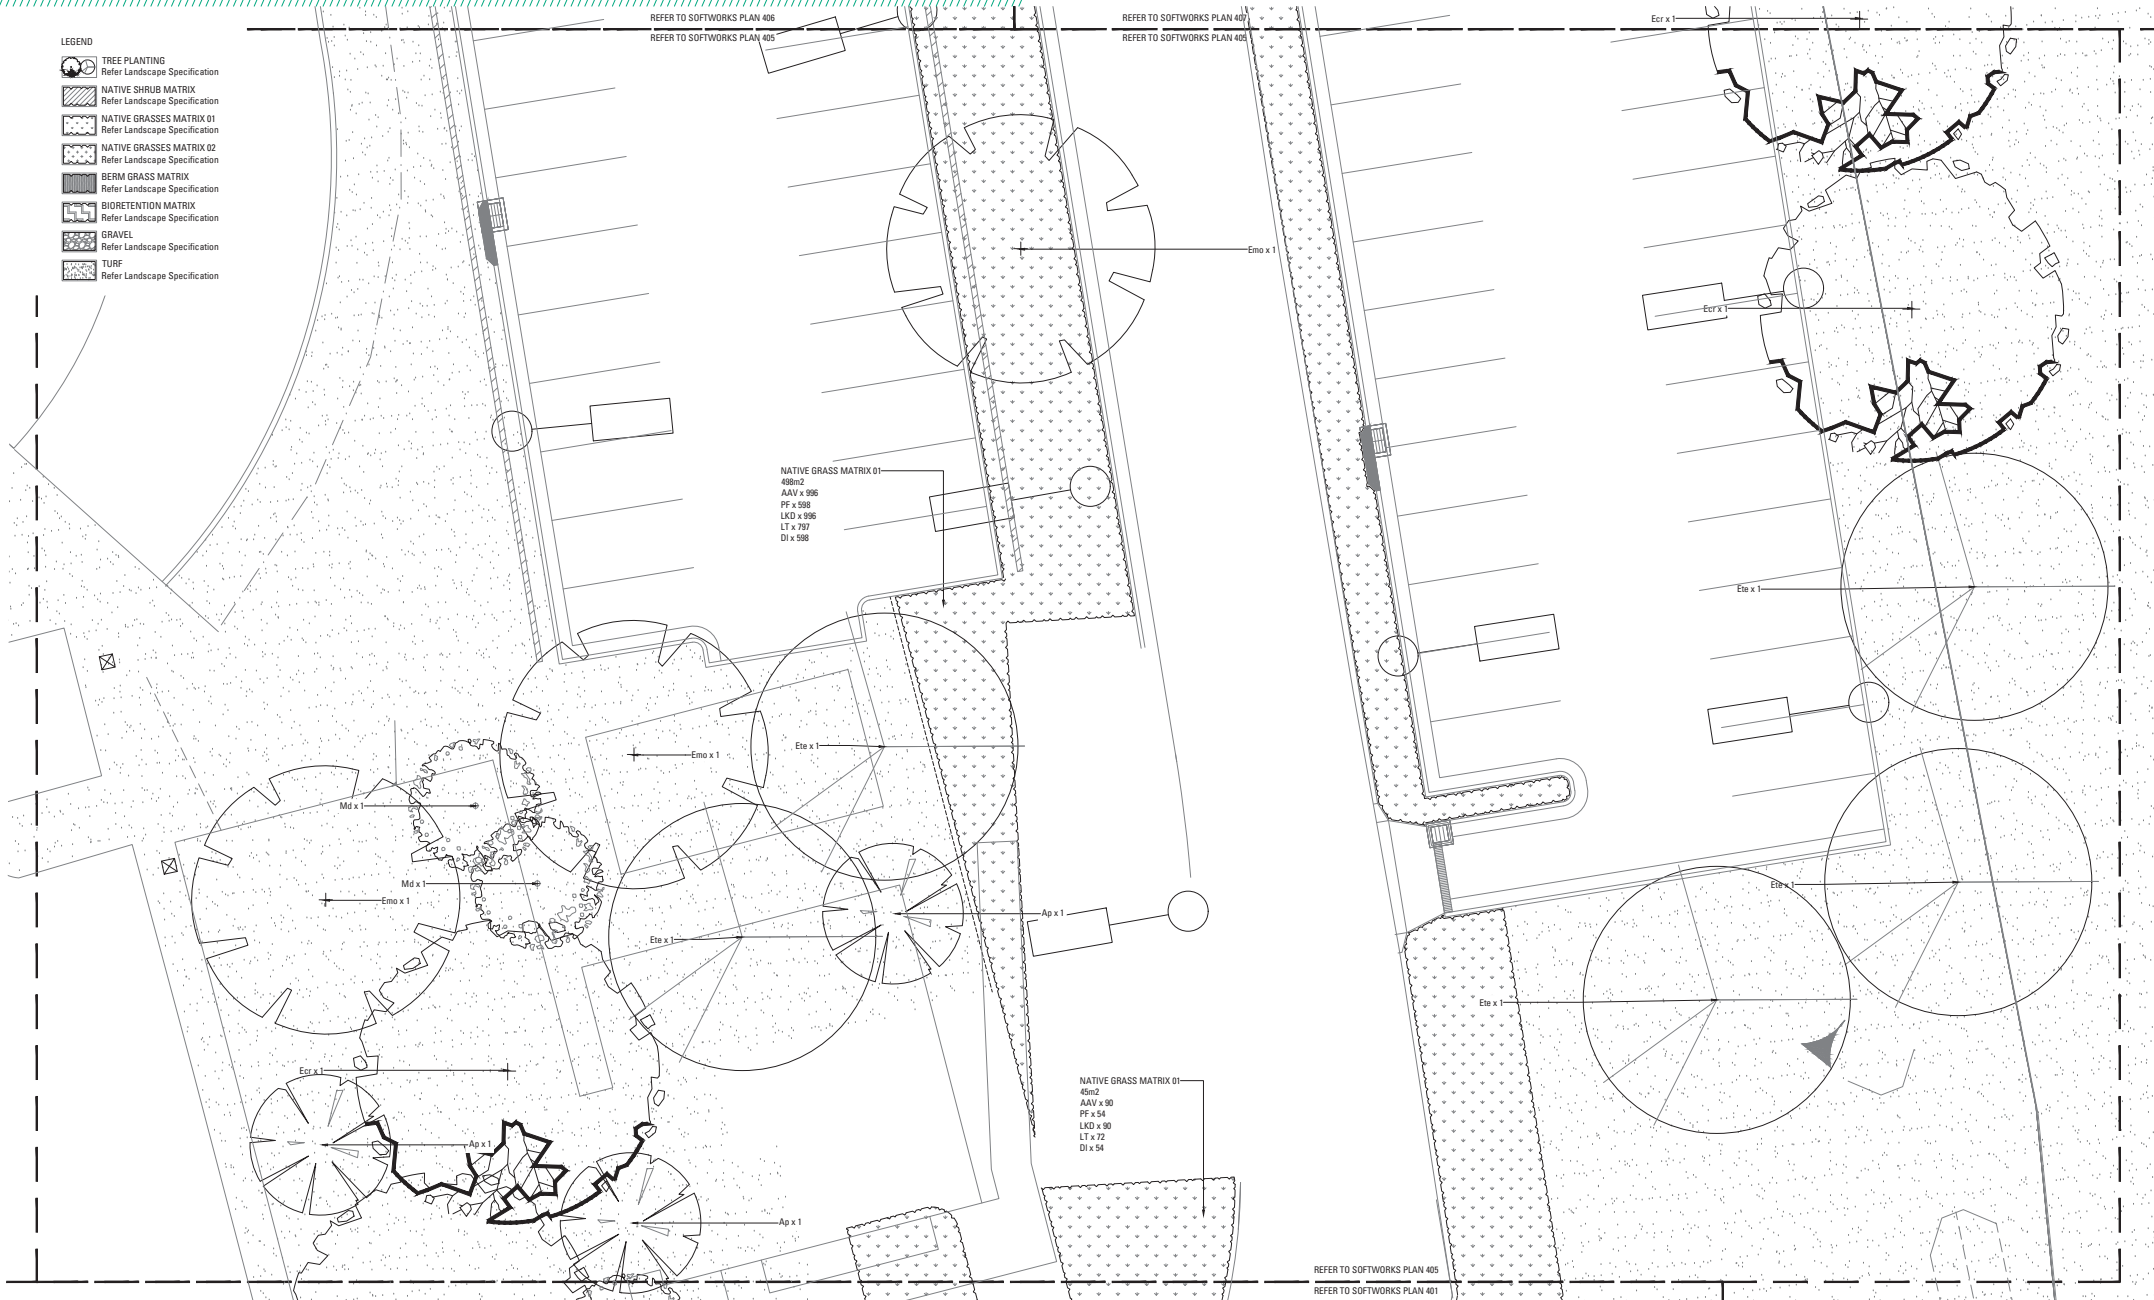 REFER TO SOFTWORKS PLAN 406
REFER TO SOFTWORKS PLAN 405
REFER TO SOFTWORKS PLAN 407
REFER TO SOFTWORKS PLAN 405
Ecr x 1
LEGEND
TREE PLANTING
Refer Landscape Specification
NATIVE SHRUB MATRIX
Refer Landscape Specification
NATIVE GRASSES MATRIX 01
Refer Landscape Specification
NATIVE GRASSES MATRIX 02
Refer Landscape Specification
BERM GRASS MATRIX
Refer Landscape Specification
BIORETENTION MATRIX
Refer Landscape Specification
GRAVEL
Refer Landscape Specification
TURF
Refer Landscape Specification
Emo x 1
Ecr x 1
NATIVE GRASS MATRIX 01
498m2
AAV x 996
PF x 598
LKD x 996
LT x 797
DI x 598
Ete x 1
Ete x 1
Emo x 1
Md x 1
Md x 1
Ete x 1
Emo x 1
Ap x 1
Ete x 1
Ete x 1
Ecr x 1
NATIVE GRASS MATRIX 01
45m2
AAV x 90
PF x 54
LKD x 90
LT x 72
DI x 54
Ap x 1
Ap x 1
REFER TO SOFTWORKS PLAN 405
REFER TO SOFTWORKS PLAN 401